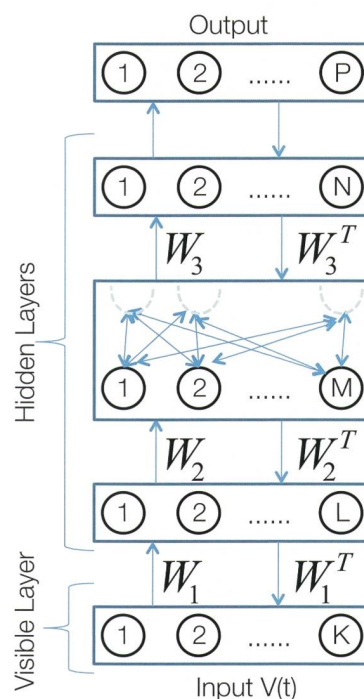 Output
1 2 ...... P
1 2 ...... N
W₃ W₃ᵀ
Hidden Layers
1 2 ...... M
W₂ W₂ᵀ
1 2 ...... L
W₁ W₁ᵀ
Visible Layer
1 2 ...... K
Input V(t)